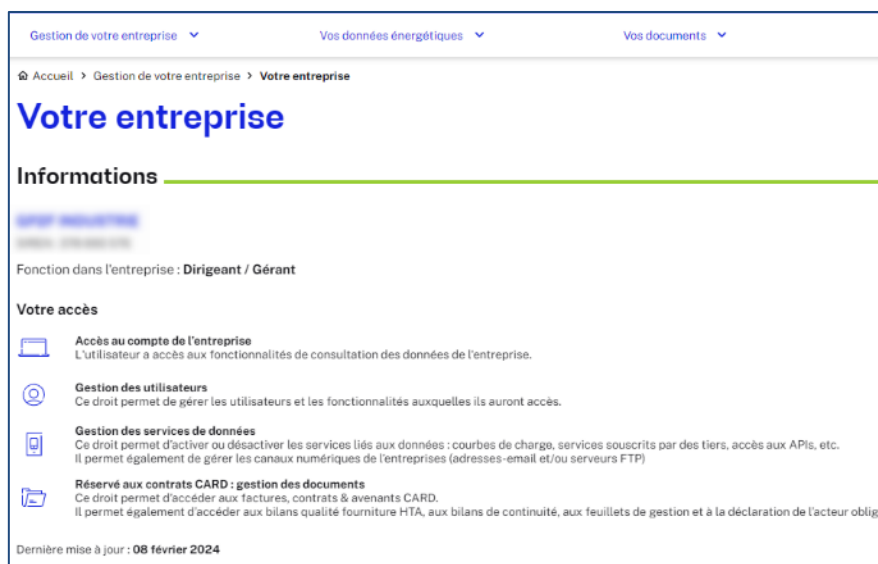 Gestion de votre entreprise Vos données énergétiques Vos documents
Accueil > Gestion de votre entreprise > Votre entreprise
Votre entreprise
Informations
Fonction dans l'entreprise : Dirigeant / Gérant
Votre accès
Accès au compte de l'entreprise
L'utilisateur a accès aux fonctionnalités de consultation des données de l'entreprise.
Gestion des utilisateurs
Ce droit permet de gérer les utilisateurs et les fonctionnalités auxquelles ils auront accès.
Gestion des services de données
Ce droit permet d'activer ou désactiver les services liés aux données : courbes de charge, services souscrits par des tiers, accès aux APIs, etc.
Il permet également de gérer les canaux numériques de l'entreprises (adresses-email et/ou serveurs FTP)
Réservé aux contrats CARD : gestion des documents
Ce droit permet d'accéder aux factures, contrats & avenants CARD.
Il permet également d'accéder aux bilans qualité fourniture HTA, aux bilans de continuité, aux feuillets de gestion et à la déclaration de l'acteur oblig
Dernière mise à jour : 08 février 2024